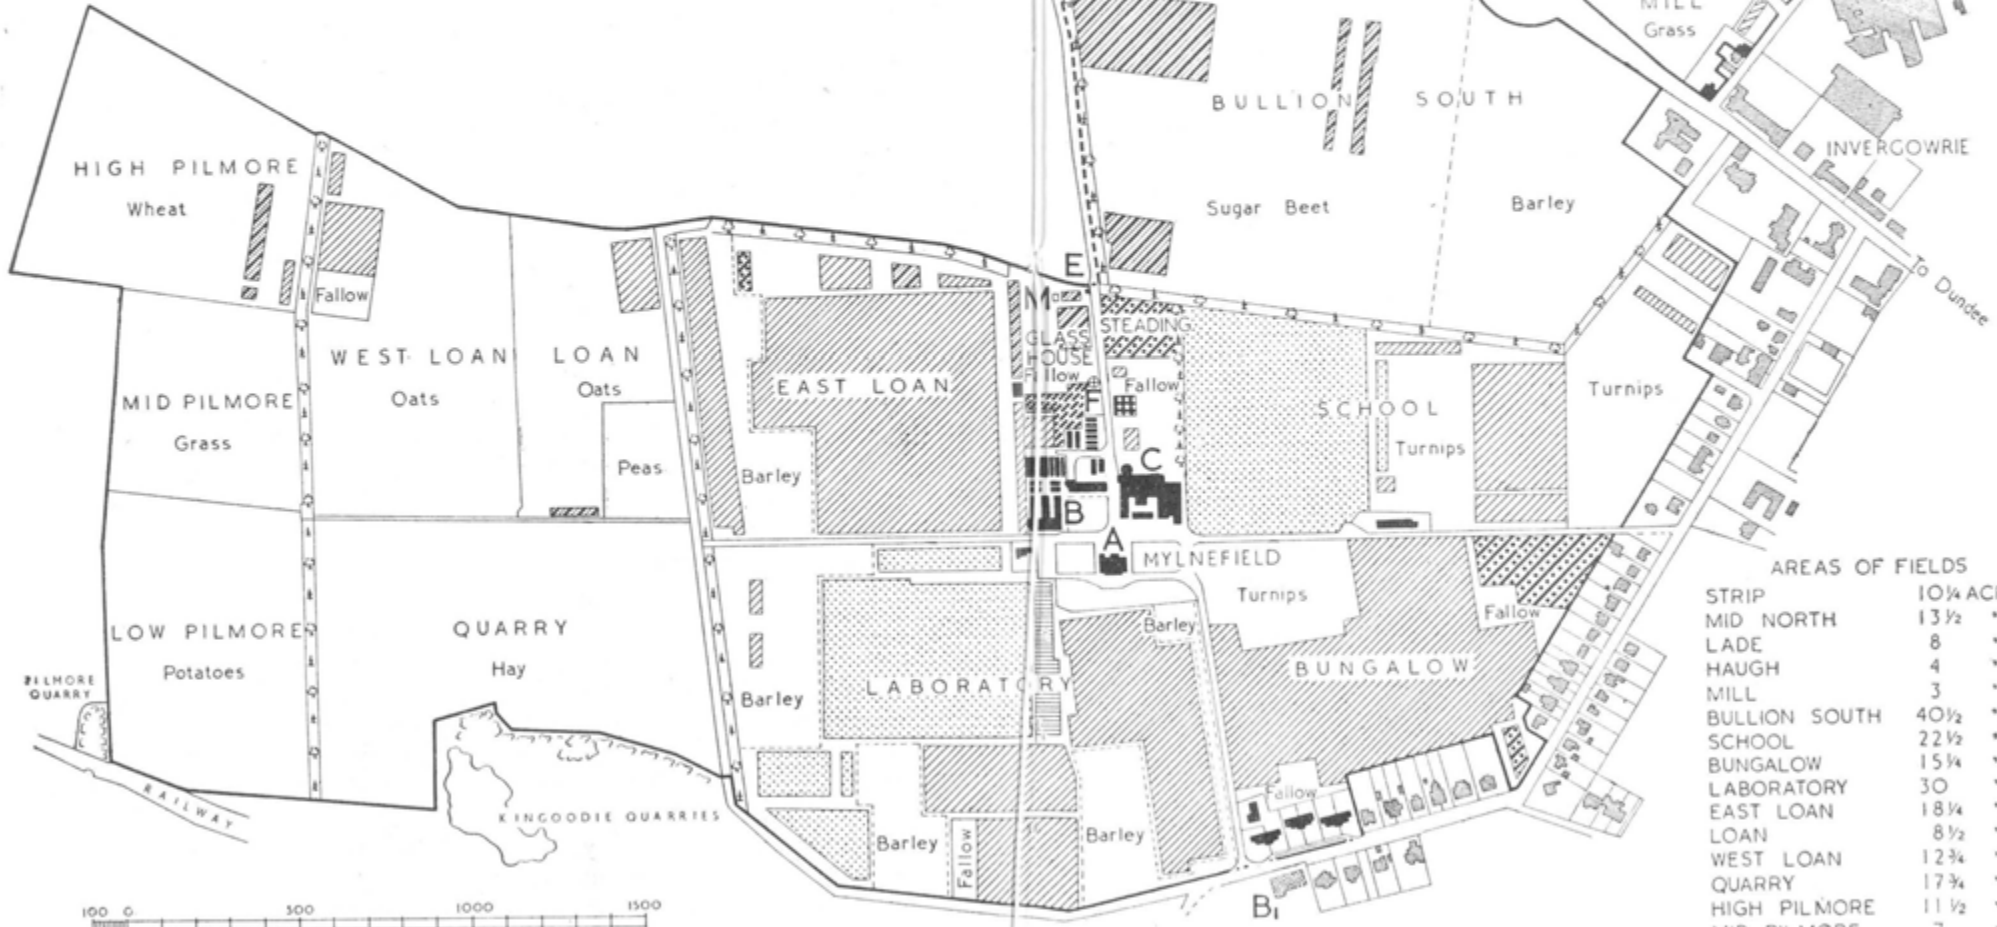 MILL
Grass
BULLION SOUTH
Sugar Beet
Barley
INVERGOWRIE
To Dundee
HIGH PILMORE
Wheat
Fallow
WEST LOAN
Oats
LOAN
Oats
Peas
MID PILMORE
Grass
EAST LOAN
Barley
E
M
GLASS
HOUSE
Fallow
STEADING
Fallow
F
C
B
A
MYLNEFIELD
SCHOOL
Turnips
Turnips
LOW PILMORE
Potatoes
QUARRY
Hay
PILMORE
QUARRY
RAILWAY
KINGOODIE QUARRIES
LABORATORY
Barley
Barley
Turnips
BUNGALOW
Fallow
Fallow
Barley
Fallow
Barley
B1
100 0 500 1000 1500
AREAS OF FIELDS
STRIP 10¼ AC
MID NORTH 13½ "
LADE 8 "
HAUGH 4 "
MILL 3 "
BULLION SOUTH 40½ "
SCHOOL 22½ "
BUNGALOW 15¼ "
LABORATORY 30 "
EAST LOAN 18¼ "
LOAN 8½ "
WEST LOAN 12¾ "
QUARRY 17¾ "
HIGH PILMORE 11½ "
MID PILMORE 7